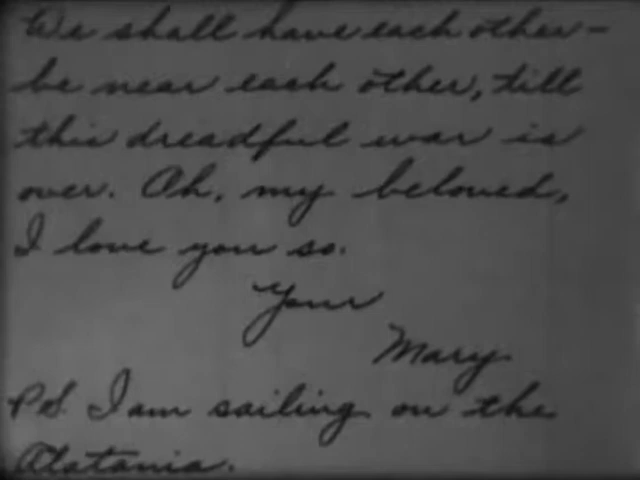 We shall have each other -
be near each other, till
this dreadful war is
over. Oh, my beloved,
I love you so.
Your
Mary
P.S. I am sailing on the
Alatania.